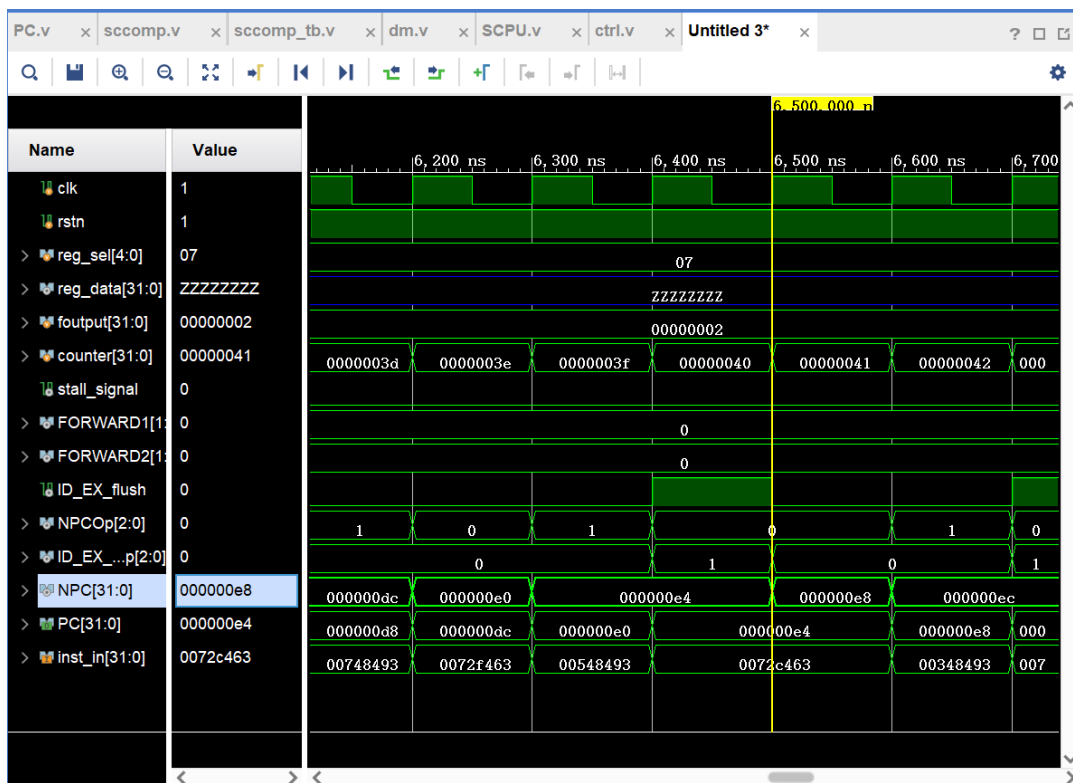 PC.v × sccomp.v × sccomp_tb.v × dm.v × SCPU.v × ctrl.v × Untitled 3* ×
6,500.000 n
Name Value
6,200 ns 6,300 ns 6,400 ns 6,500 ns 6,600 ns 6,700
clk 1
rstn 1
reg_sel[4:0] 07 07
reg_data[31:0] ZZZZZZZZ ZZZZZZZZ
foutput[31:0] 00000002 00000002
counter[31:0] 00000041 0000003d 0000003e 0000003f 00000040 00000041 00000042 000
stall_signal 0
FORWARD1[1: 0 0
FORWARD2[1: 0 0
ID_EX_flush 0
NPCOp[2:0] 0 1 0 1 0 1 0
ID_EX_...p[2:0] 0 0 1 0 1
NPC[31:0] 000000e8 000000dc 000000e0 000000e4 000000e8 000000ec
PC[31:0] 000000e4 000000d8 000000dc 000000e0 000000e4 000000e8 000
inst_in[31:0] 0072c463 00748493 0072f463 00548493 0072c463 00348493 007